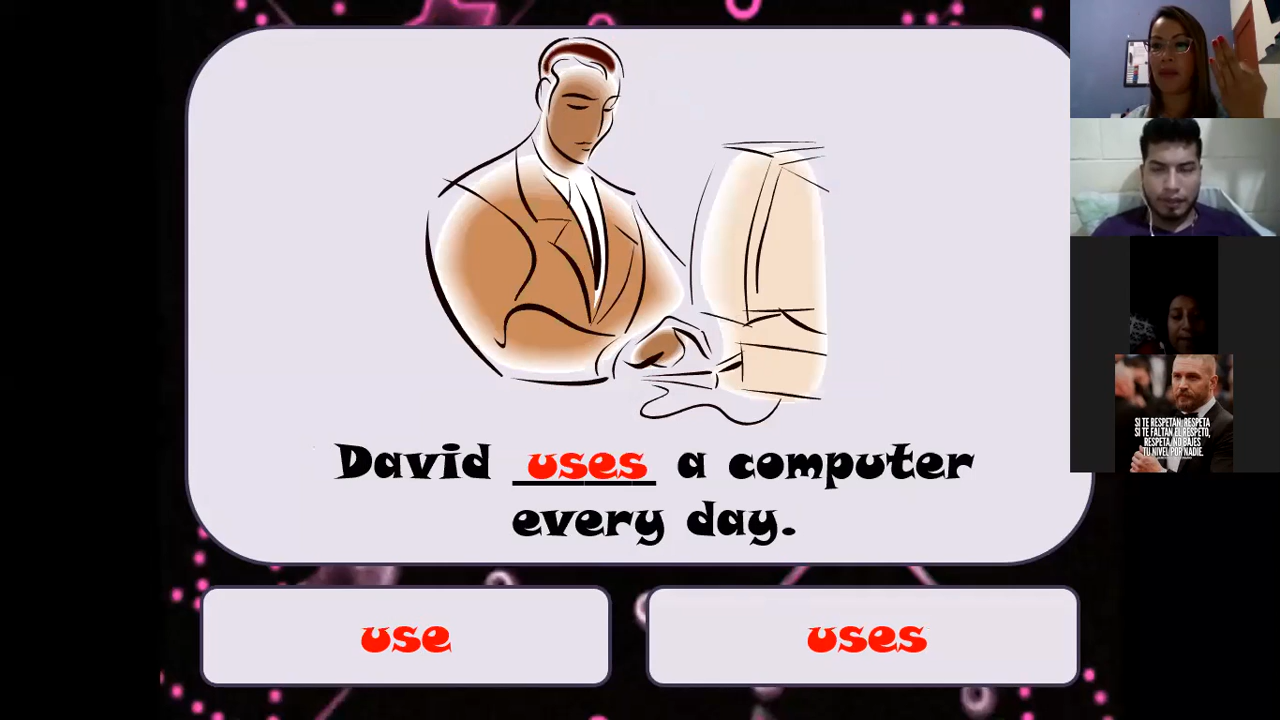 David uses a computer
every day.
use
uses
SI TE RESPETAN, RESPETA
SI TE FALTAN EL RESPETO,
RESPETA, NO BAJES
TU NIVEL POR NADIE.